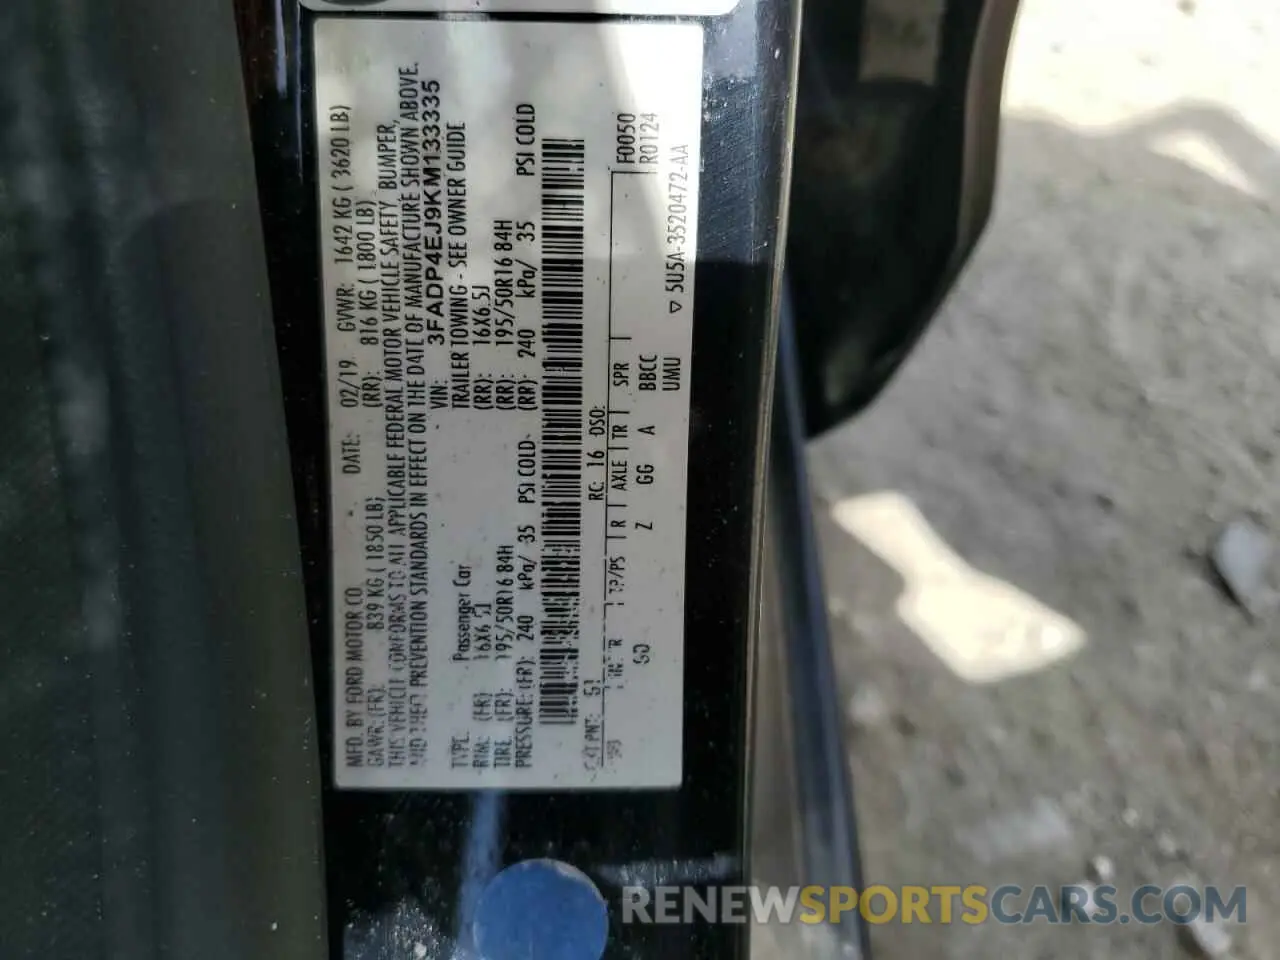 MFD. BY FORD MOTOR CO. DATE: 02/19 GVWR: 1642 KG ( 3620 LB)
GAWR: (FR): 839 KG ( 1850 LB) (RR): 816 KG ( 1800 LB)
THIS VEHICLE CONFORMS TO ALL APPLICABLE FEDERAL MOTOR VEHICLE SAFETY, BUMPER,
AND THEFT PREVENTION STANDARDS IN EFFECT ON THE DATE OF MANUFACTURE SHOWN ABOVE.
VIN: 3FADP4EJ9KM133335
TYPE: Passenger Car TRAILER TOWING - SEE OWNER GUIDE
RIM: (FR) 16X6.5J (RR): 16X6.5J
TIRE: (FR): 195/50R16 84H (RR): 195/50R16 84H
PRESSURE: (FR): 240 kPa/ 35 PSI COLD (RR): 240 kPa/ 35 PSI COLD
EXT PNT: G1 RC: 16 DSO: F0050
R TP/PS R AXLE TR SPR R0124
Z GG A BBCC
UMU ▽ 5U5A-3520472-AA
RENEWSPORTSCARS.COM